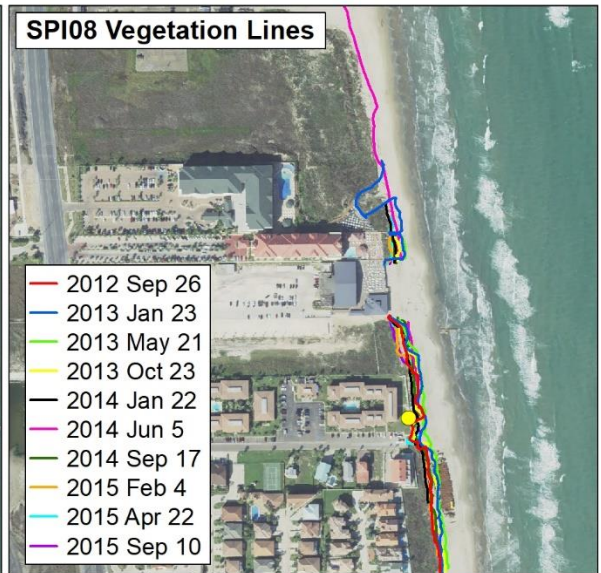 SPI08 Vegetation Lines
2012 Sep 26
2013 Jan 23
2013 May 21
2013 Oct 23
2014 Jan 22
2014 Jun 5
2014 Sep 17
2015 Feb 4
2015 Apr 22
2015 Sep 10